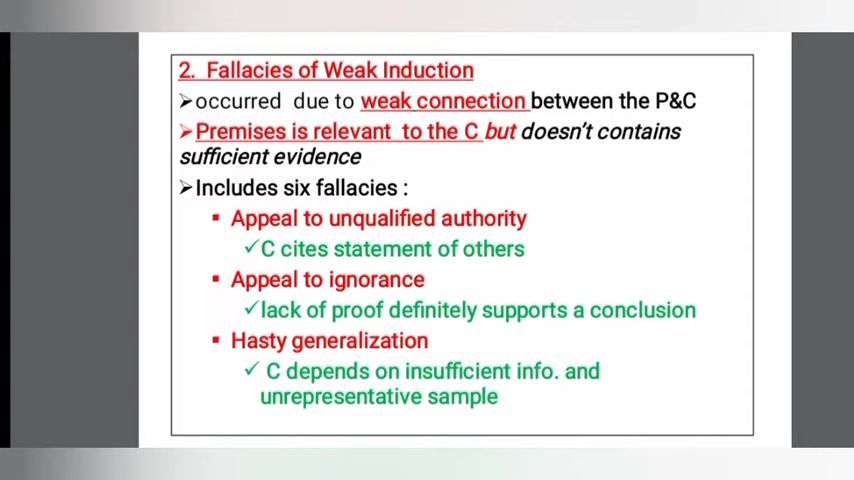 2. Fallacies of Weak Induction
➢occurred due to weak connection between the P&C
➢Premises is relevant to the C but doesn't contains
sufficient evidence
➢Includes six fallacies :
▪ Appeal to unqualified authority
✓C cites statement of others
▪ Appeal to ignorance
✓lack of proof definitely supports a conclusion
▪ Hasty generalization
✓ C depends on insufficient info. and
unrepresentative sample